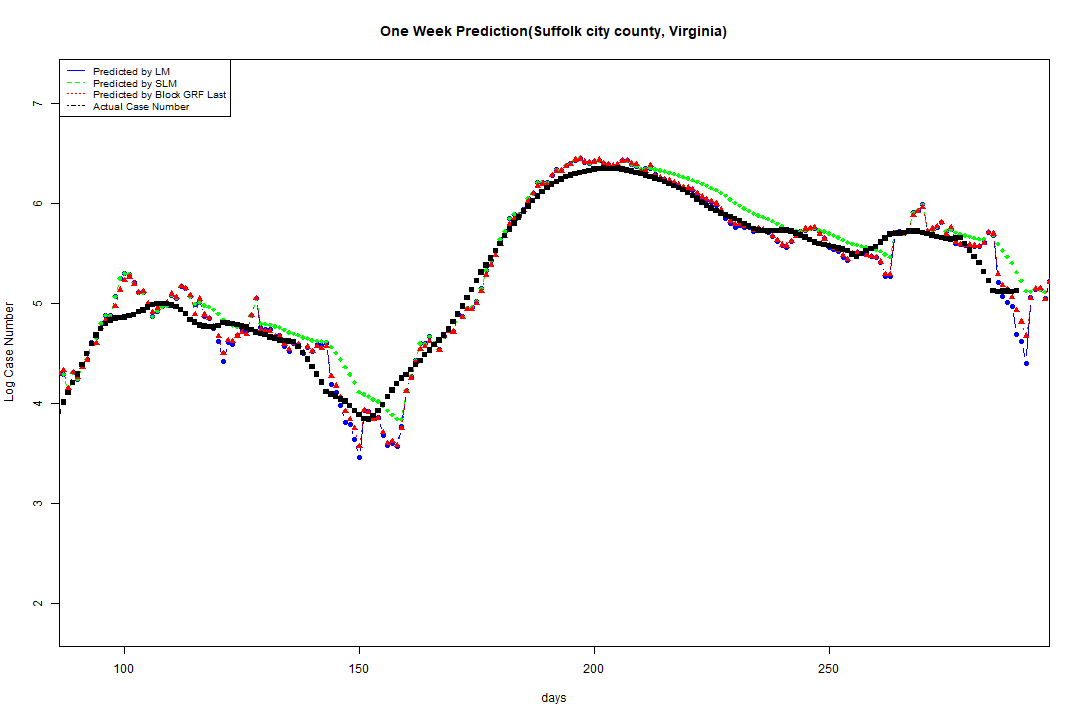 One Week Prediction(Suffolk city county, Virginia)
Predicted by LM
Predicted by SLM
Predicted by Block GRF Last
Actual Case Number
7
6
5
4
3
2
Log Case Number
100 150 200 250
days